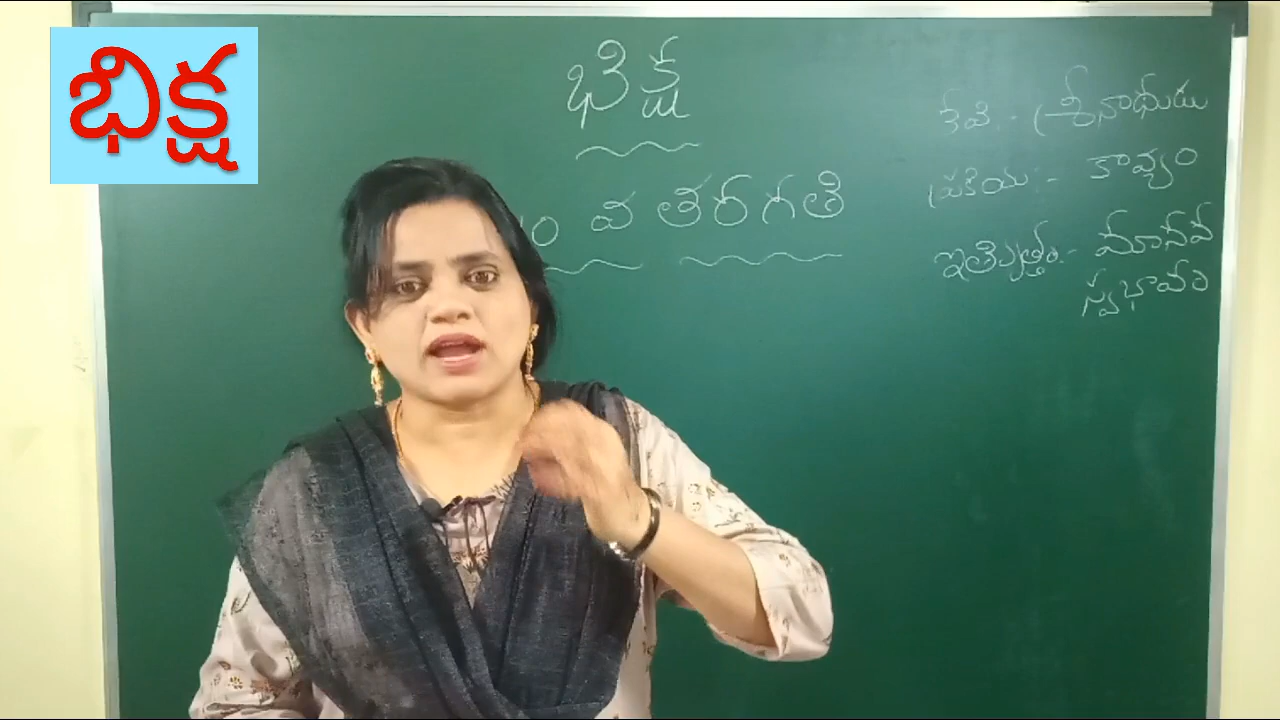 భిక్ష
భిక్ష
వ తరగతి
కవి :- శ్రీనాథుడు
ప్రక్రియ :- కావ్యం
ఇతివృత్తం :- మానవ
స్వభావం